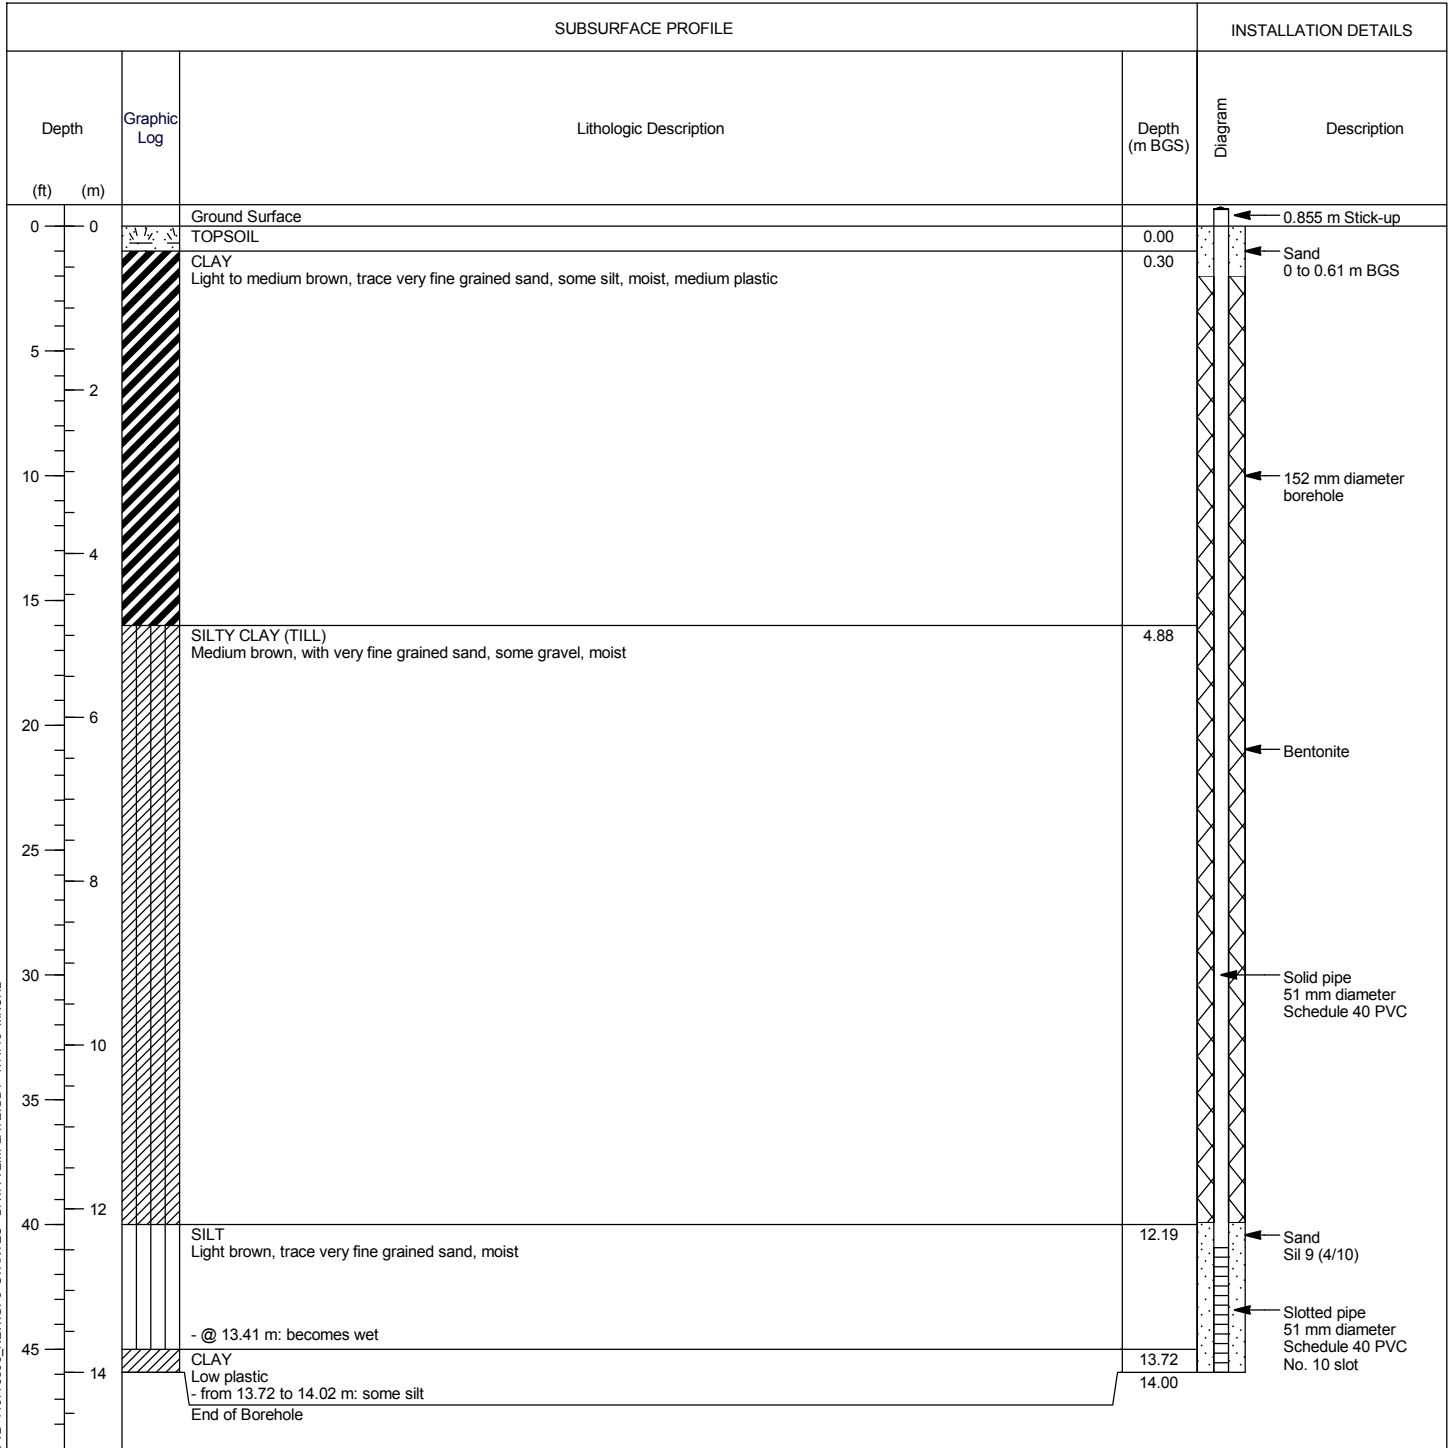 SUBSURFACE PROFILE
INSTALLATION DETAILS
Depth
Graphic
Log
Lithologic Description
Depth
(m BGS)
Diagram
Description
(ft)
(m)
Ground Surface
0.855 m Stick-up
0
0
TOPSOIL
0.00
CLAY
0.30
Light to medium brown, trace very fine grained sand, some silt, moist, medium plastic
Sand
0 to 0.61 m BGS
5
2
10
152 mm diameter
borehole
4
15
SILTY CLAY (TILL)
4.88
Medium brown, with very fine grained sand, some gravel, moist
6
20
Bentonite
25
8
30
Solid pipe
51 mm diameter
Schedule 40 PVC
10
35
12
40
SILT
12.19
Light brown, trace very fine grained sand, moist
Sand
Sil 9 (4/10)
- @ 13.41 m: becomes wet
Slotted pipe
51 mm diameter
Schedule 40 PVC
No. 10 slot
45
CLAY
13.72
Low plastic
14
14.00
- from 13.72 to 14.02 m: some silt
End of Borehole